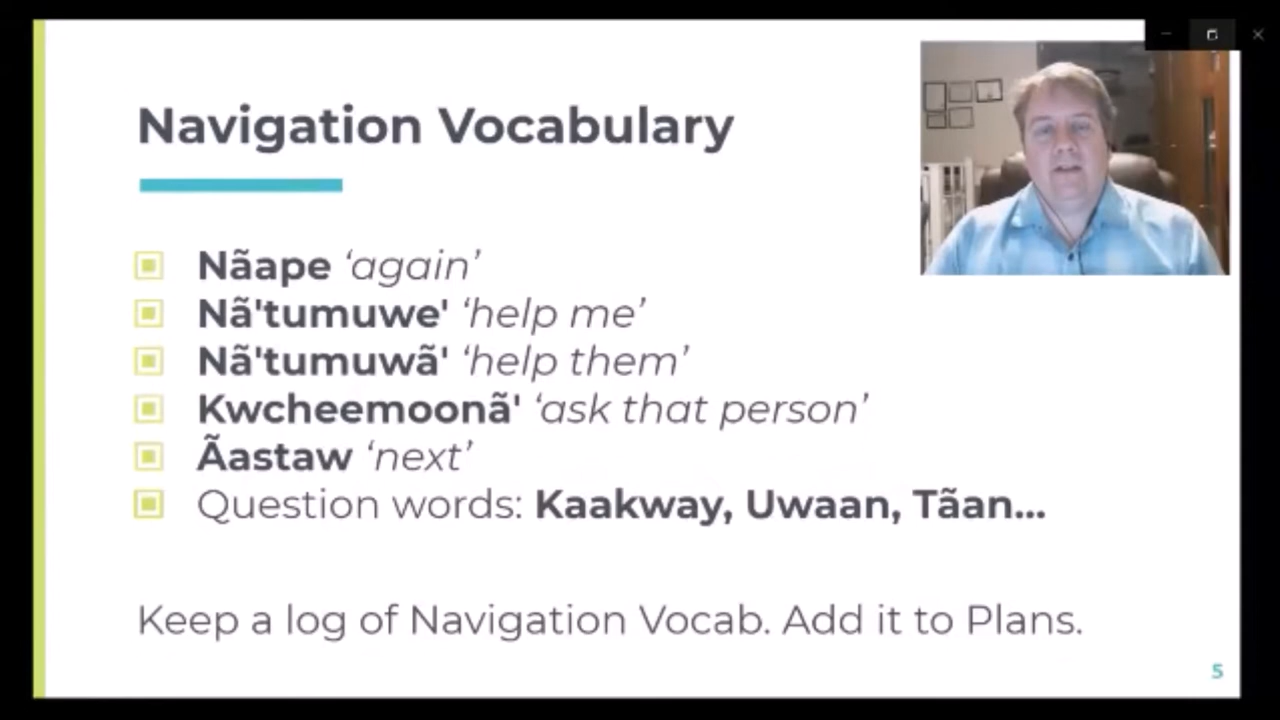 Navigation Vocabulary
Nãape ‘again’
Nã'tumuwe' ‘help me’
Nã'tumuwã' ‘help them’
Kwcheemoonã' ‘ask that person’
Ãastaw ‘next’
Question words: Kaakway, Uwaan, Tãan...
Keep a log of Navigation Vocab. Add it to Plans.
5